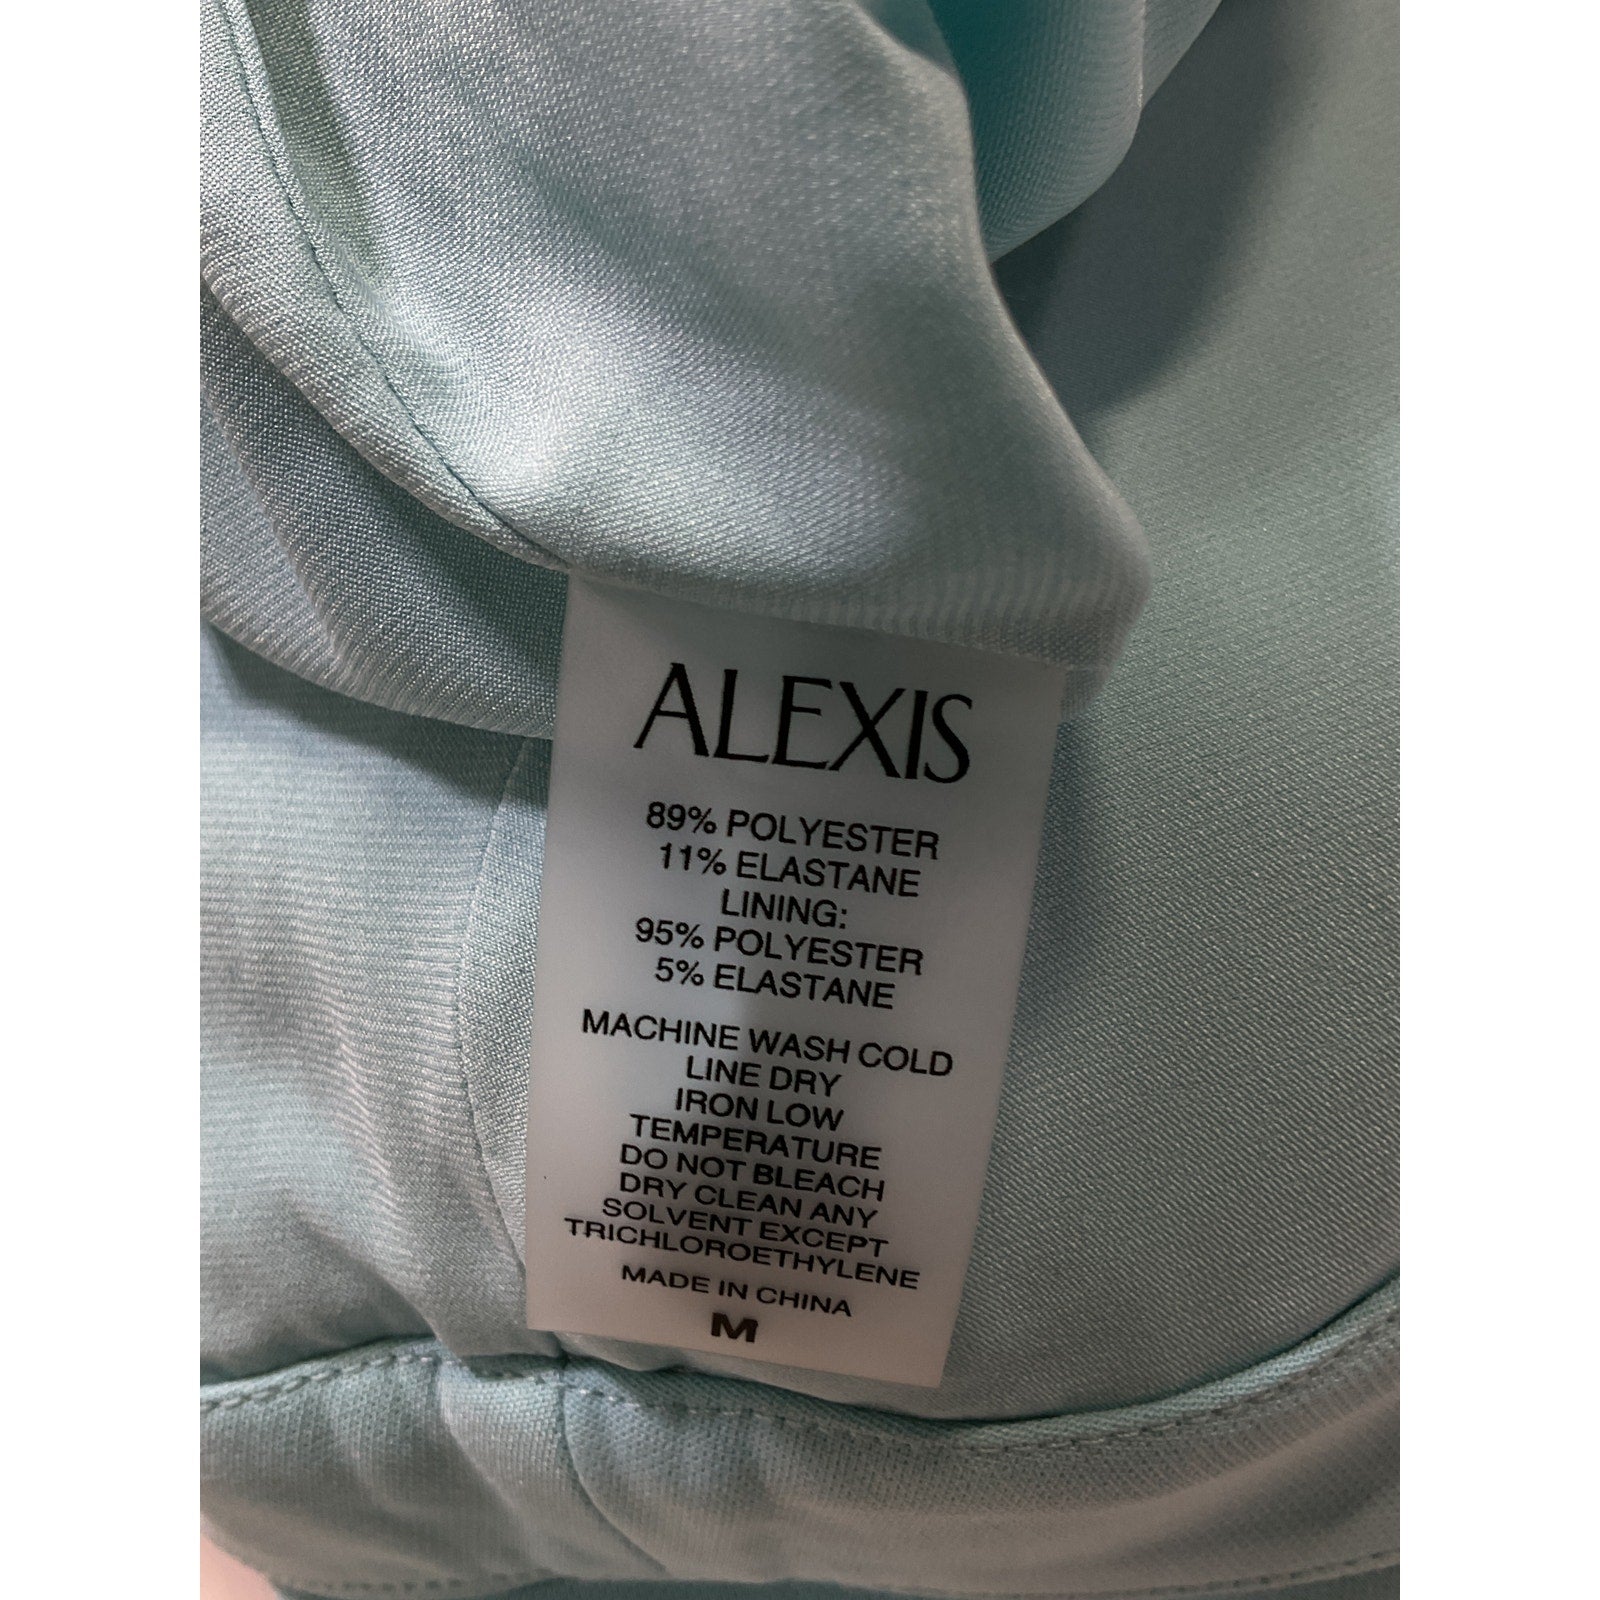 ALEXIS
89% POLYESTER
11% ELASTANE
LINING:
95% POLYESTER
5% ELASTANE
MACHINE WASH COLD
LINE DRY
IRON LOW
TEMPERATURE
DO NOT BLEACH
DRY CLEAN ANY
SOLVENT EXCEPT
TRICHLOROETHYLENE
MADE IN CHINA
M